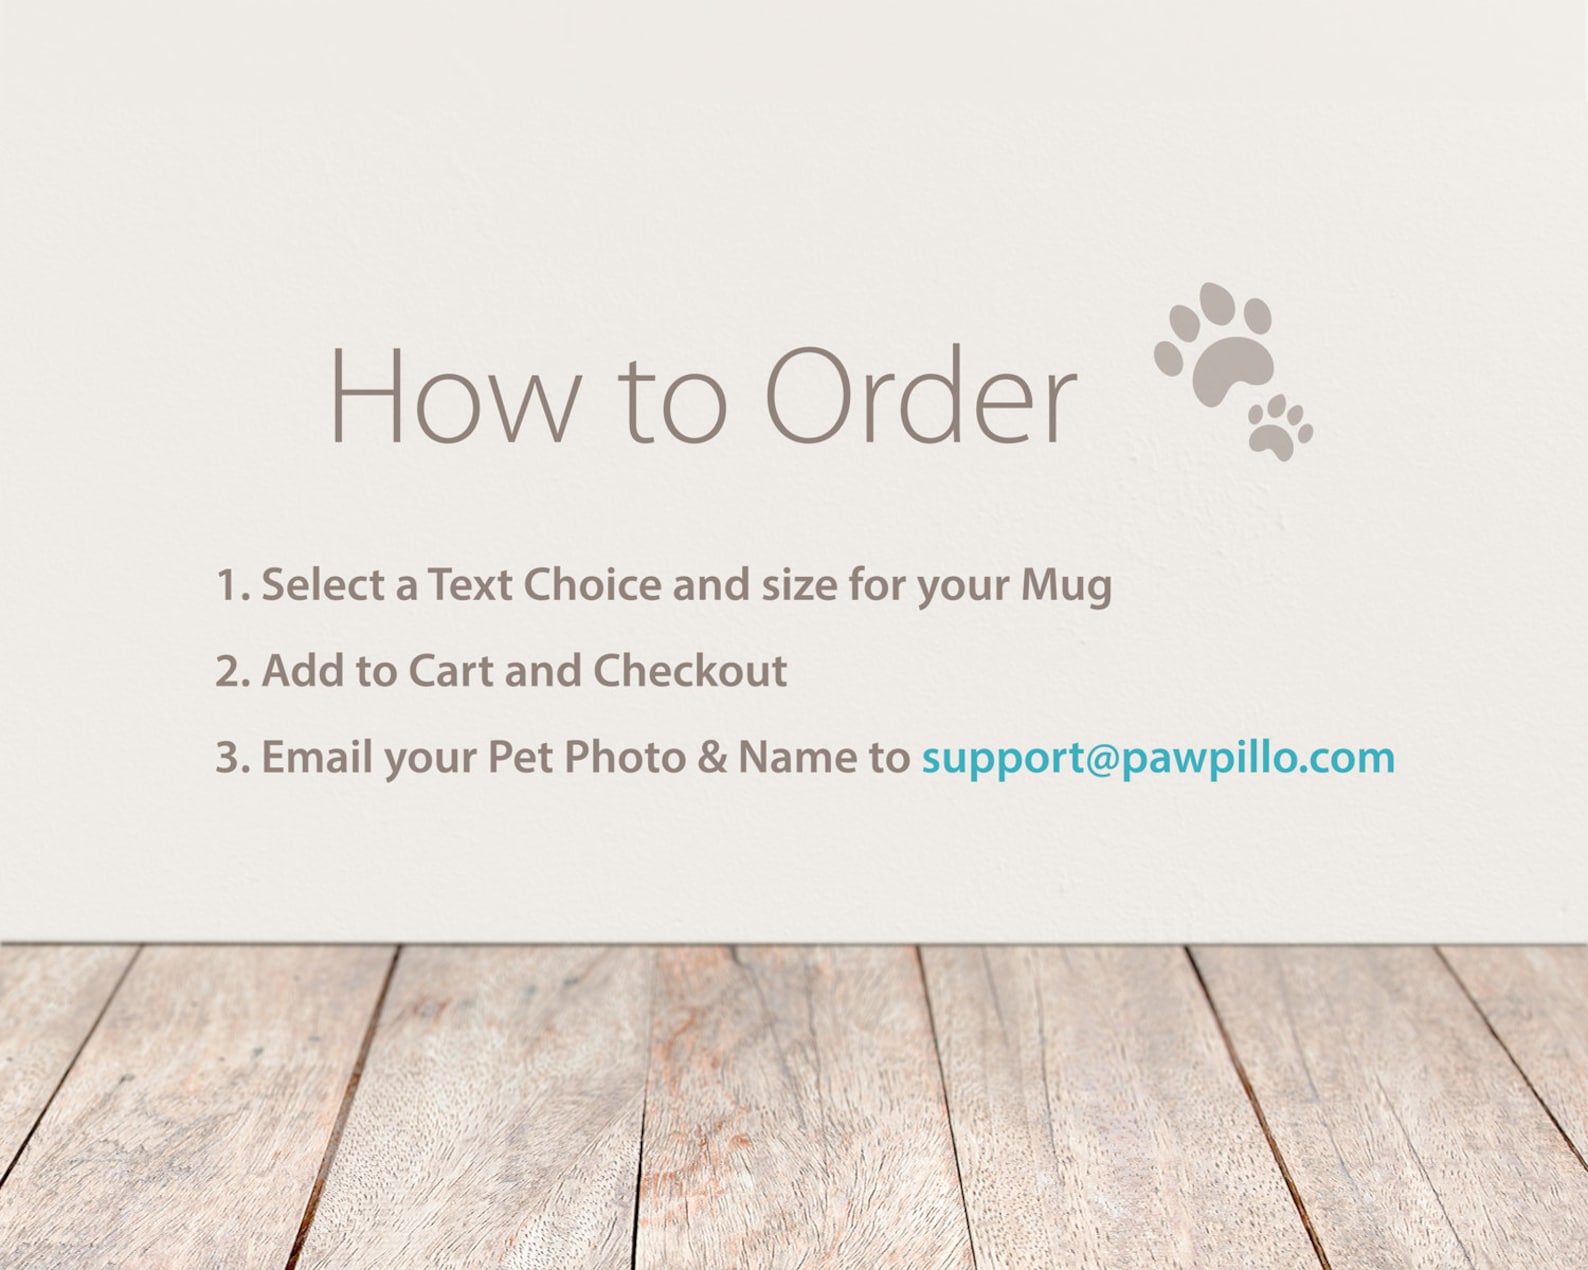 How to Order
1. Select a Text Choice and size for your Mug
2. Add to Cart and Checkout
3. Email your Pet Photo & Name to support@pawpillo.com